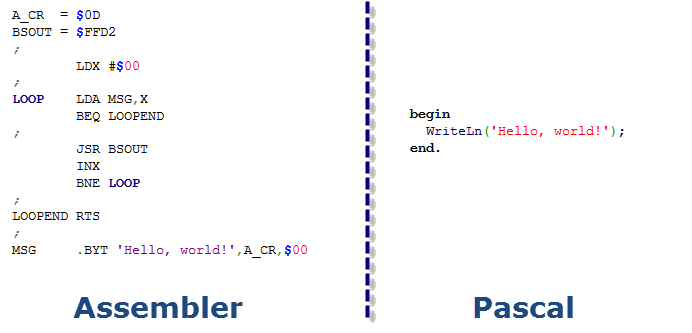 A_CR  = $0D
BSOUT = $FFD2
;
        LDX #$00
;
LOOP    LDA MSG,X
        BEQ LOOPEND
;
        JSR BSOUT
        INX
        BNE LOOP
;
LOOPEND RTS
;
MSG     .BYT 'Hello, world!',A_CR,$00
Assembler
begin
  WriteLn('Hello, world!');
end.
Pascal